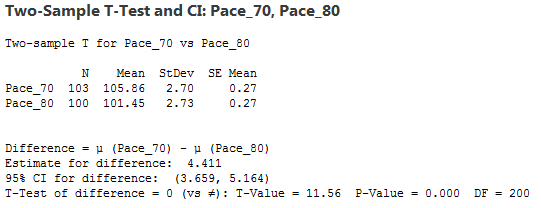 Two-Sample T-Test and CI: Pace_70, Pace_80
Two-sample T for Pace_70 vs Pace_80
N Mean StDev SE Mean
Pace_70 103 105.86 2.70 0.27
Pace_80 100 101.45 2.73 0.27
Difference = μ (Pace_70) - μ (Pace_80)
Estimate for difference: 4.411
95% CI for difference: (3.659, 5.164)
T-Test of difference = 0 (vs ≠): T-Value = 11.56 P-Value = 0.000 DF = 200